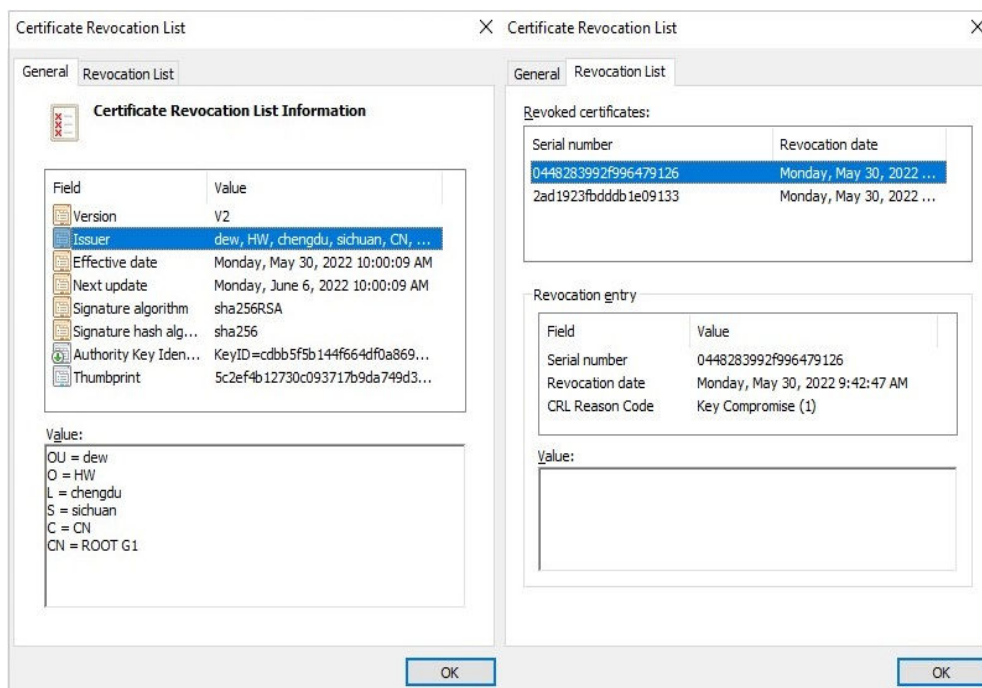 Certificate Revocation List
General Revocation List
Certificate Revocation List Information
Field Value
Version V2
Issuer dew, HW, chengdu, sichuan, CN, ...
Effective date Monday, May 30, 2022 10:00:09 AM
Next update Monday, June 6, 2022 10:00:09 AM
Signature algorithm sha256RSA
Signature hash alg... sha256
Authority Key Iden... KeyID=cdbb5f5b144f664df0a869...
Thumbprint 5c2ef4b12730c093717b9da749d3...
Value:
OU = dew
O = HW
L = chengdu
S = sichuan
C = CN
CN = ROOT G1
OK
Certificate Revocation List
General Revocation List
Revoked certificates:
Serial number Revocation date
0448283992f996479126 Monday, May 30, 2022 ...
2ad1923fbdddb1e09133 Monday, May 30, 2022 ...
Revocation entry
Field Value
Serial number 0448283992f996479126
Revocation date Monday, May 30, 2022 9:42:47 AM
CRL Reason Code Key Compromise (1)
Value:
OK